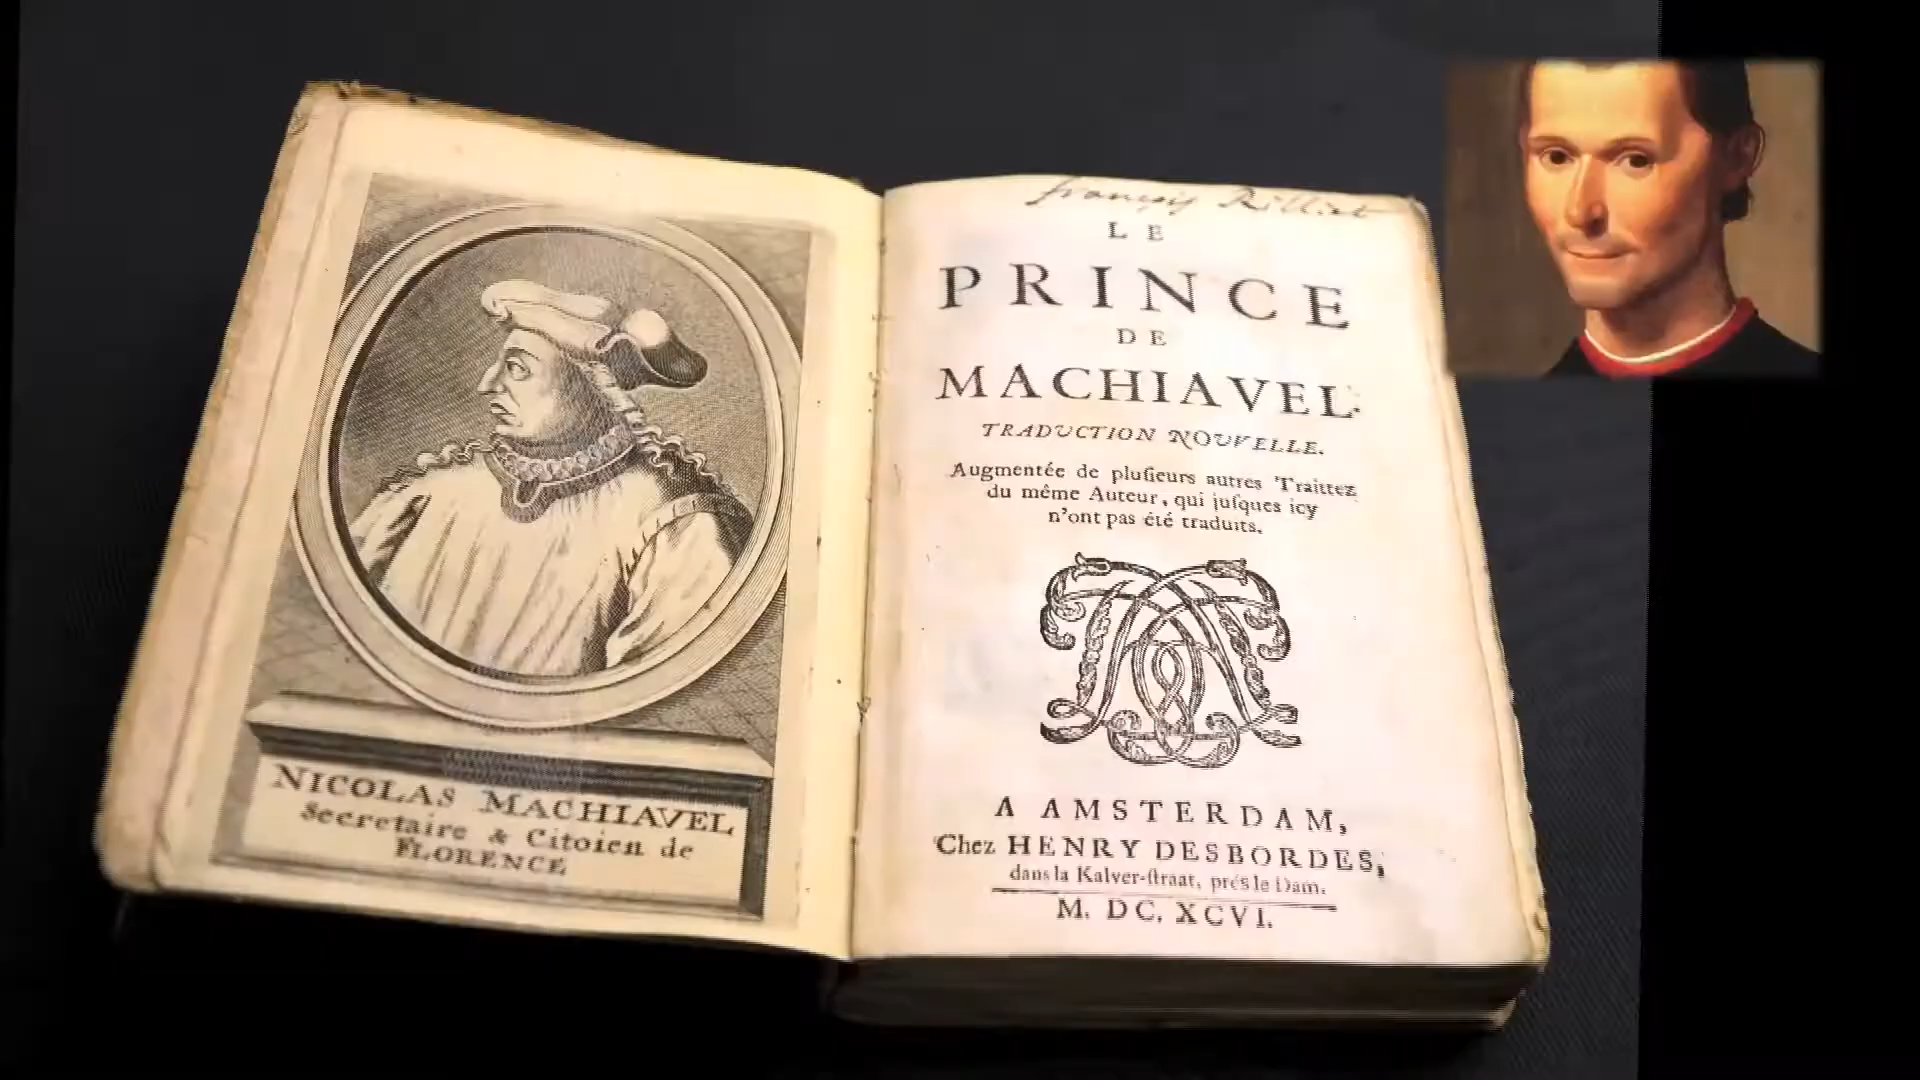 NICOLAS MACHIAVEL
Secretaire & Citoien de
FLORENCE
françois Rilliet
LE
PRINCE
DE
MACHIAVEL.
TRADUCTION NOUVELLE.
Augmentée de pluſieurs autres Traittez
du même Auteur, qui juſques icy
n'ont pas été traduits.
A AMSTERDAM,
Chez HENRY DESBORDES,
dans la Kalver-ſtraat, prés le Dam.
M. DC. XCVI.